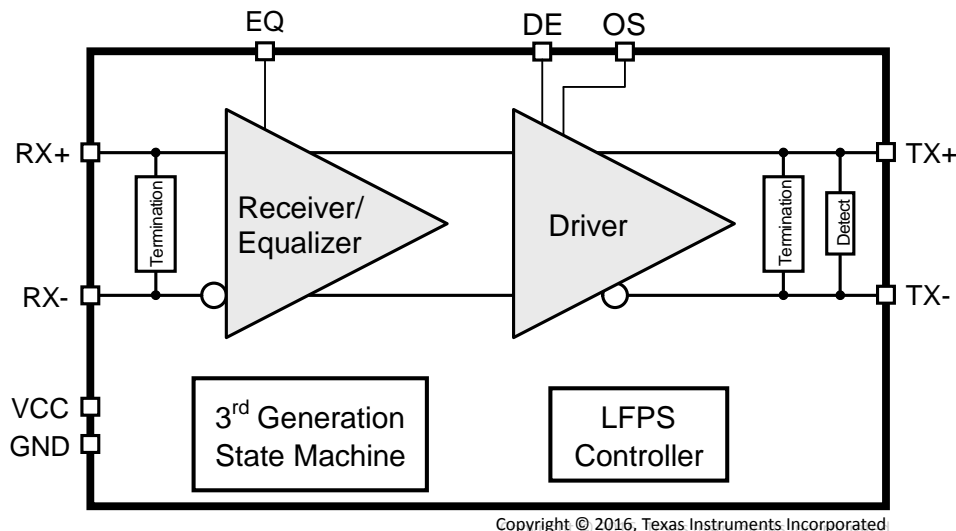 EQ
DE
OS
RX+
TX+
Termination
Receiver/
Equalizer
Driver
Termination
Detect
RX-
TX-
VCC
GND
3rd Generation
State Machine
LFPS
Controller
Copyright © 2016, Texas Instruments Incorporated